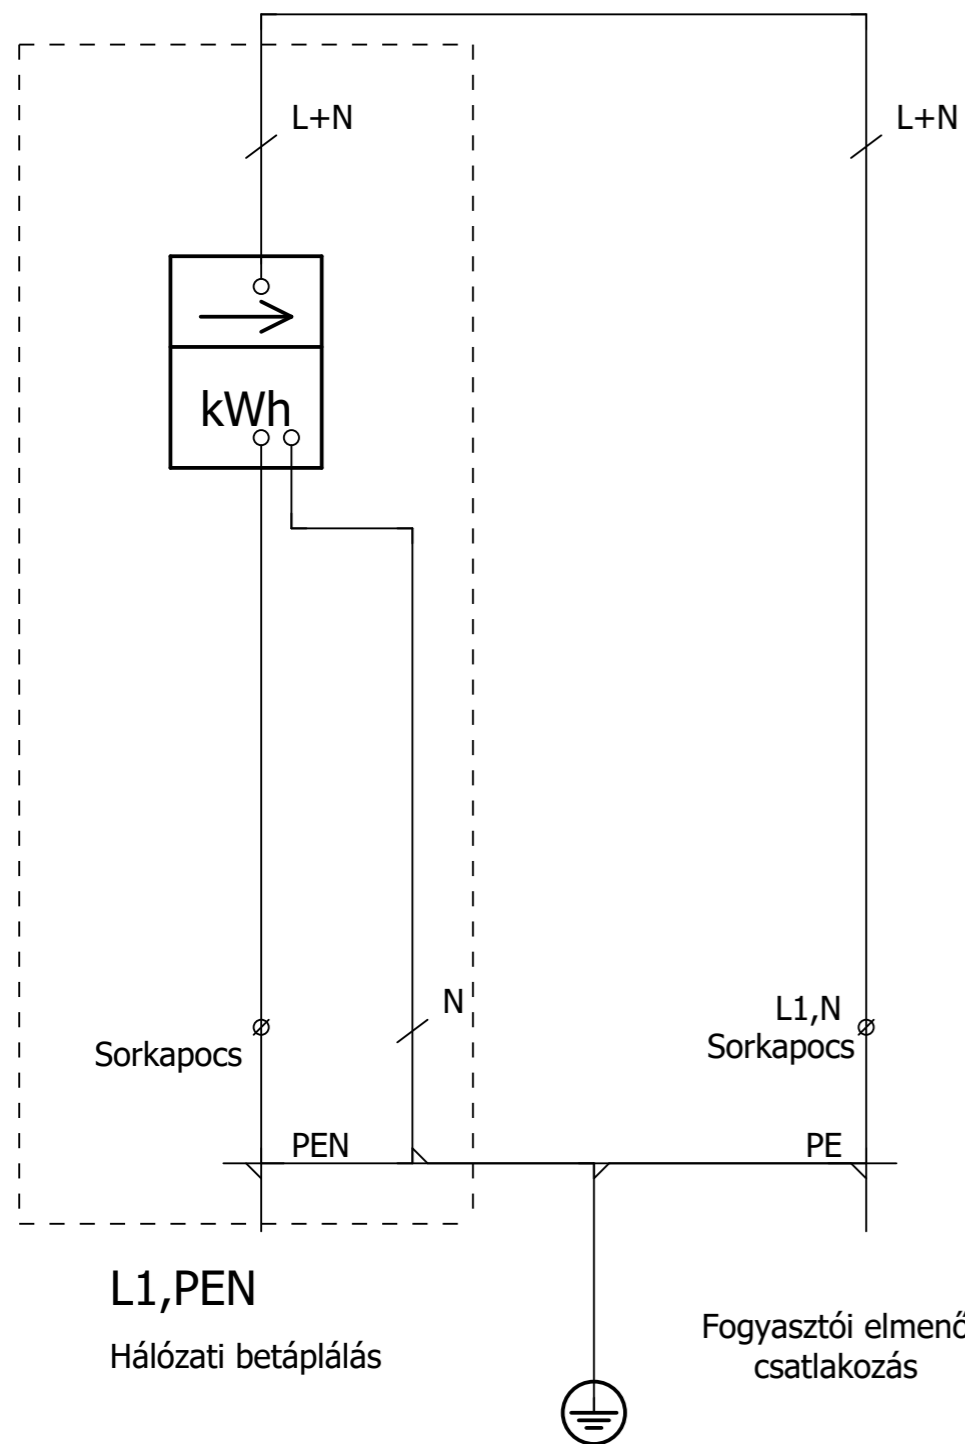 L+N
L+N
kWh
N
L1,N
Sorkapocs
Sorkapocs
PEN
PE
L1,PEN
Hálózati betáplálás
Fogyasztói elmenő
csatlakozás